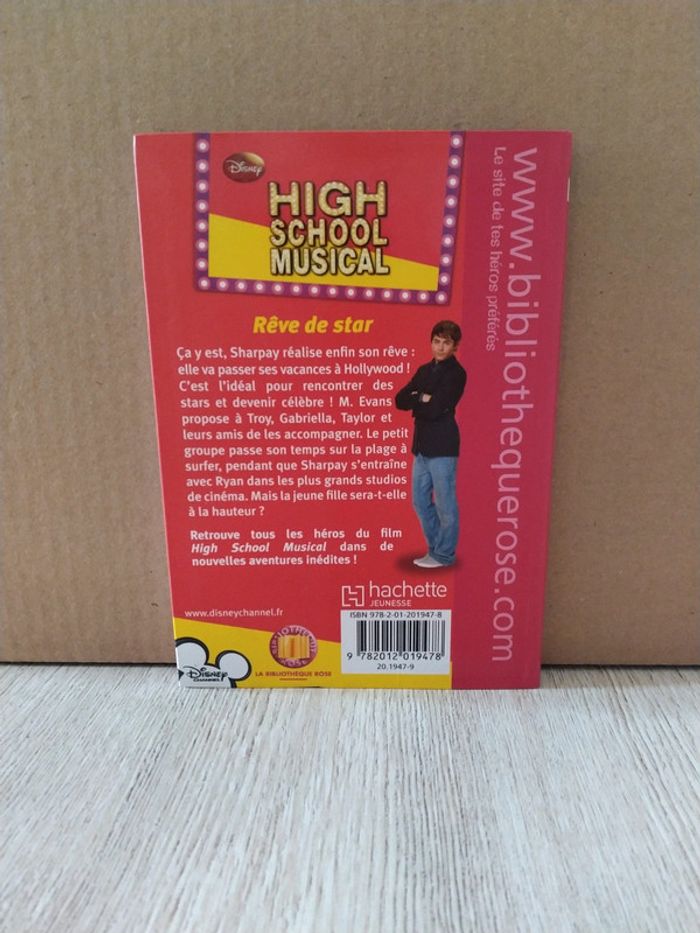 Disney
HIGH
SCHOOL
MUSICAL
Rêve de star
Ça y est, Sharpay réalise enfin son rêve :
elle va passer ses vacances à Hollywood !
C'est l'idéal pour rencontrer des
stars et devenir célèbre ! M. Evans
propose à Troy, Gabriella, Taylor et
leurs amis de les accompagner. Le petit
groupe passe son temps sur la plage à
surfer, pendant que Sharpay s'entraîne
avec Ryan dans les plus grands studios
de cinéma. Mais la jeune fille sera-t-elle
à la hauteur ?
Retrouve tous les héros du film
High School Musical dans de
nouvelles aventures inédites !
hachette
JEUNESSE
www.disneychannel.fr
ISBN 978-2-01-201947-8
9 782012 019478
20.1947-9
Disney
CHANNEL
BIBLIOTHEQUE
ROSE
LA BIBLIOTHÈQUE ROSE
www.bibliothequerose.com
Le site de tes héros préférés